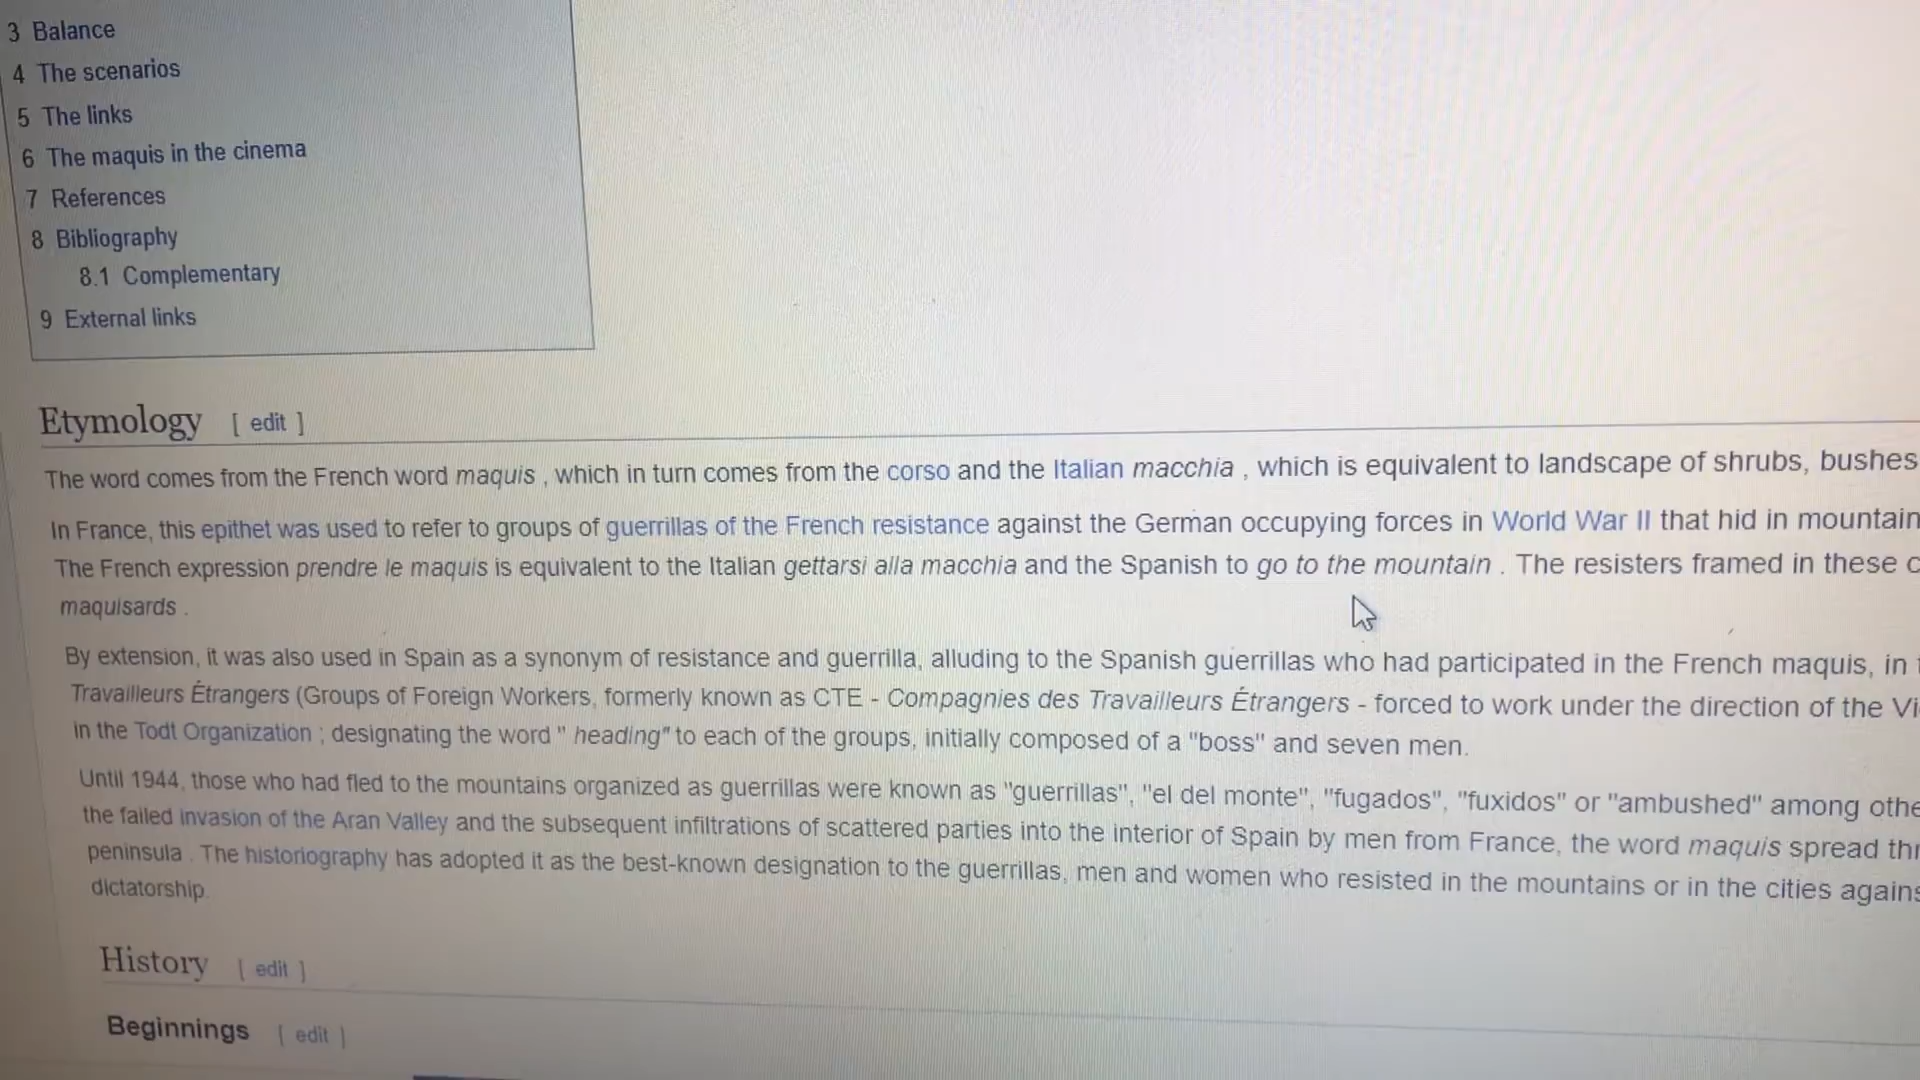 3 Balance
4 The scenarios
5 The links
6 The maquis in the cinema
7 References
8 Bibliography
8.1 Complementary
9 External links
Etymology [ edit ]
The word comes from the French word maquis , which in turn comes from the corso and the Italian macchia , which is equivalent to landscape of shrubs, bushes
In France, this epithet was used to refer to groups of guerrillas of the French resistance against the German occupying forces in World War II that hid in mountain
The French expression prendre le maquis is equivalent to the Italian gettarsi alla macchia and the Spanish to go to the mountain . The resisters framed in these
maquisards .
By extension, it was also used in Spain as a synonym of resistance and guerrilla, alluding to the Spanish guerrillas who had participated in the French maquis, in
Travailleurs Étrangers (Groups of Foreign Workers, formerly known as CTE - Compagnies des Travailleurs Étrangers - forced to work under the direction of the Vi
in the Todt Organization ; designating the word " heading" to each of the groups, initially composed of a "boss" and seven men.
Until 1944, those who had fled to the mountains organized as guerrillas were known as "guerrillas", "el del monte", "fugados", "fuxidos" or "ambushed" among othe
the failed invasion of the Aran Valley and the subsequent infiltrations of scattered parties into the interior of Spain by men from France, the word maquis spread thr
peninsula . The historiography has adopted it as the best-known designation to the guerrillas, men and women who resisted in the mountains or in the cities agains
dictatorship.
History [ edit ]
Beginnings [ edit ]